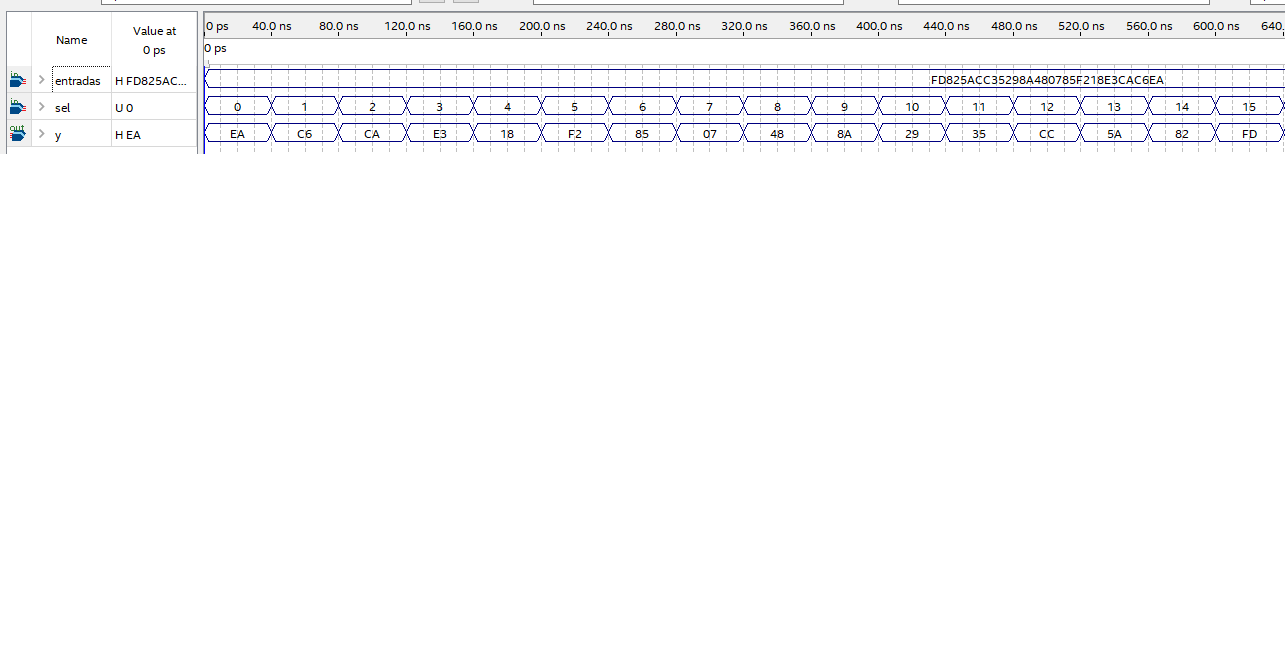 0 ps 40.0 ns 80.0 ns 120.0 ns 160.0 ns 200.0 ns 240.0 ns 280.0 ns 320.0 ns 360.0 ns 400.0 ns 440.0 ns 480.0 ns 520.0 ns 560.0 ns 600.0 ns 640.
Name Value at
0 ps 0 ps
entradas H FD825AC... FD825ACC35298A480785F218E3CAC6EA
sel U 0 0 1 2 3 4 5 6 7 8 9 10 11 12 13 14 15
y H EA EA C6 CA E3 18 F2 85 07 48 8A 29 35 CC 5A 82 FD